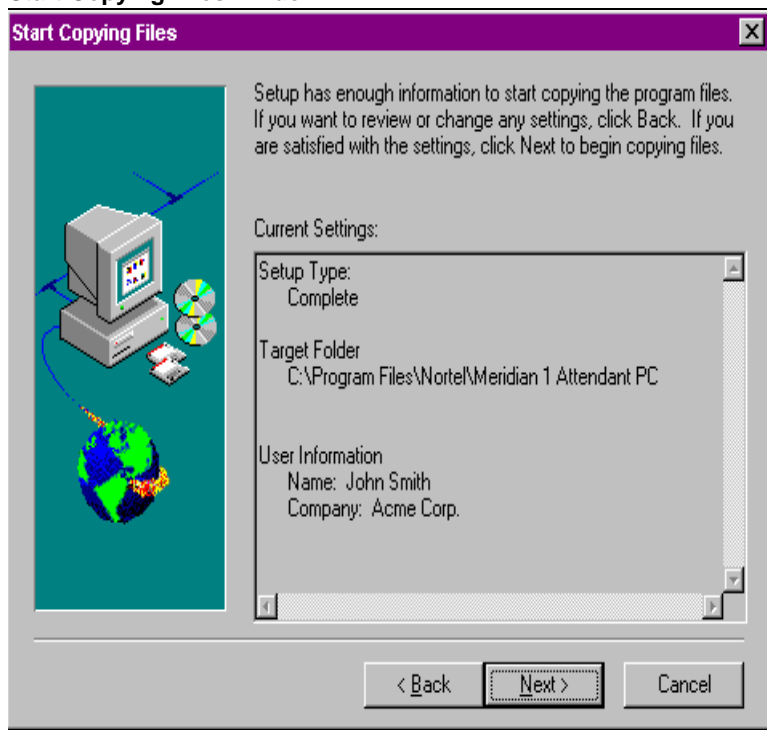 Start Copying Files
Setup has enough information to start copying the program files.
If you want to review or change any settings, click Back. If you
are satisfied with the settings, click Next to begin copying files.
Current Settings:
Setup Type:
Complete
Target Folder
C:\Program Files\Nortel\Meridian 1 Attendant PC
User Information
Name: John Smith
Company: Acme Corp.
< Back
Next >
Cancel